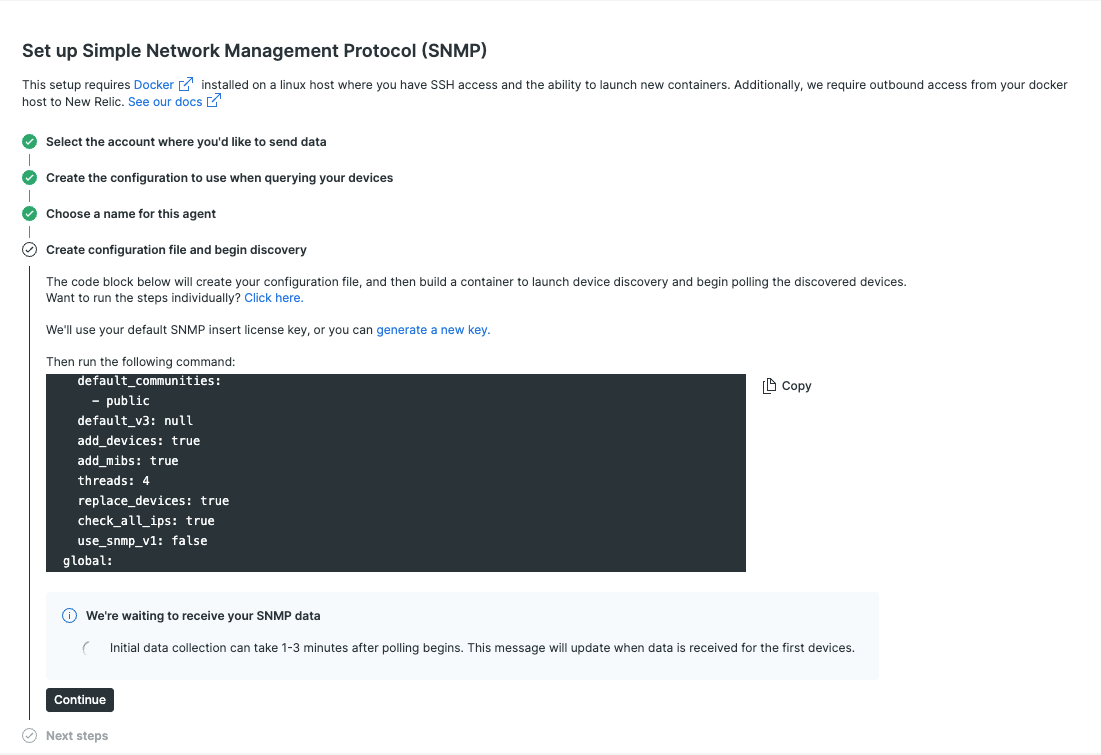 Set up Simple Network Management Protocol (SNMP)
This setup requires Docker installed on a linux host where you have SSH access and the ability to launch new containers. Additionally, we require outbound access from your docker
host to New Relic. See our docs
Select the account where you'd like to send data
Create the configuration to use when querying your devices
Choose a name for this agent
Create configuration file and begin discovery
The code block below will create your configuration file, and then build a container to launch device discovery and begin polling the discovered devices.
Want to run the steps individually? Click here.
We'll use your default SNMP insert license key, or you can generate a new key.
Then run the following command:
default_communities:
- public
default_v3: null
add_devices: true
add_mibs: true
threads: 4
replace_devices: true
check_all_ips: true
use_snmp_v1: false
global:
Copy
We're waiting to receive your SNMP data
Initial data collection can take 1-3 minutes after polling begins. This message will update when data is received for the first devices.
Continue
Next steps